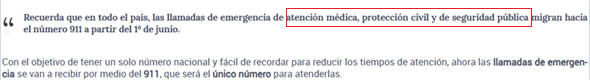 “ Recuerda que en todo el país, las llamadas de emergencia de atención médica, protección civil y de seguridad pública migran hacia
el número 911 a partir del 1º de junio.
Con el objetivo de tener un solo número nacional y fácil de recordar para reducir los tiempos de atención, ahora las llamadas de emergen-
cia se van a recibir por medio del 911, que será el único número para atenderlas.